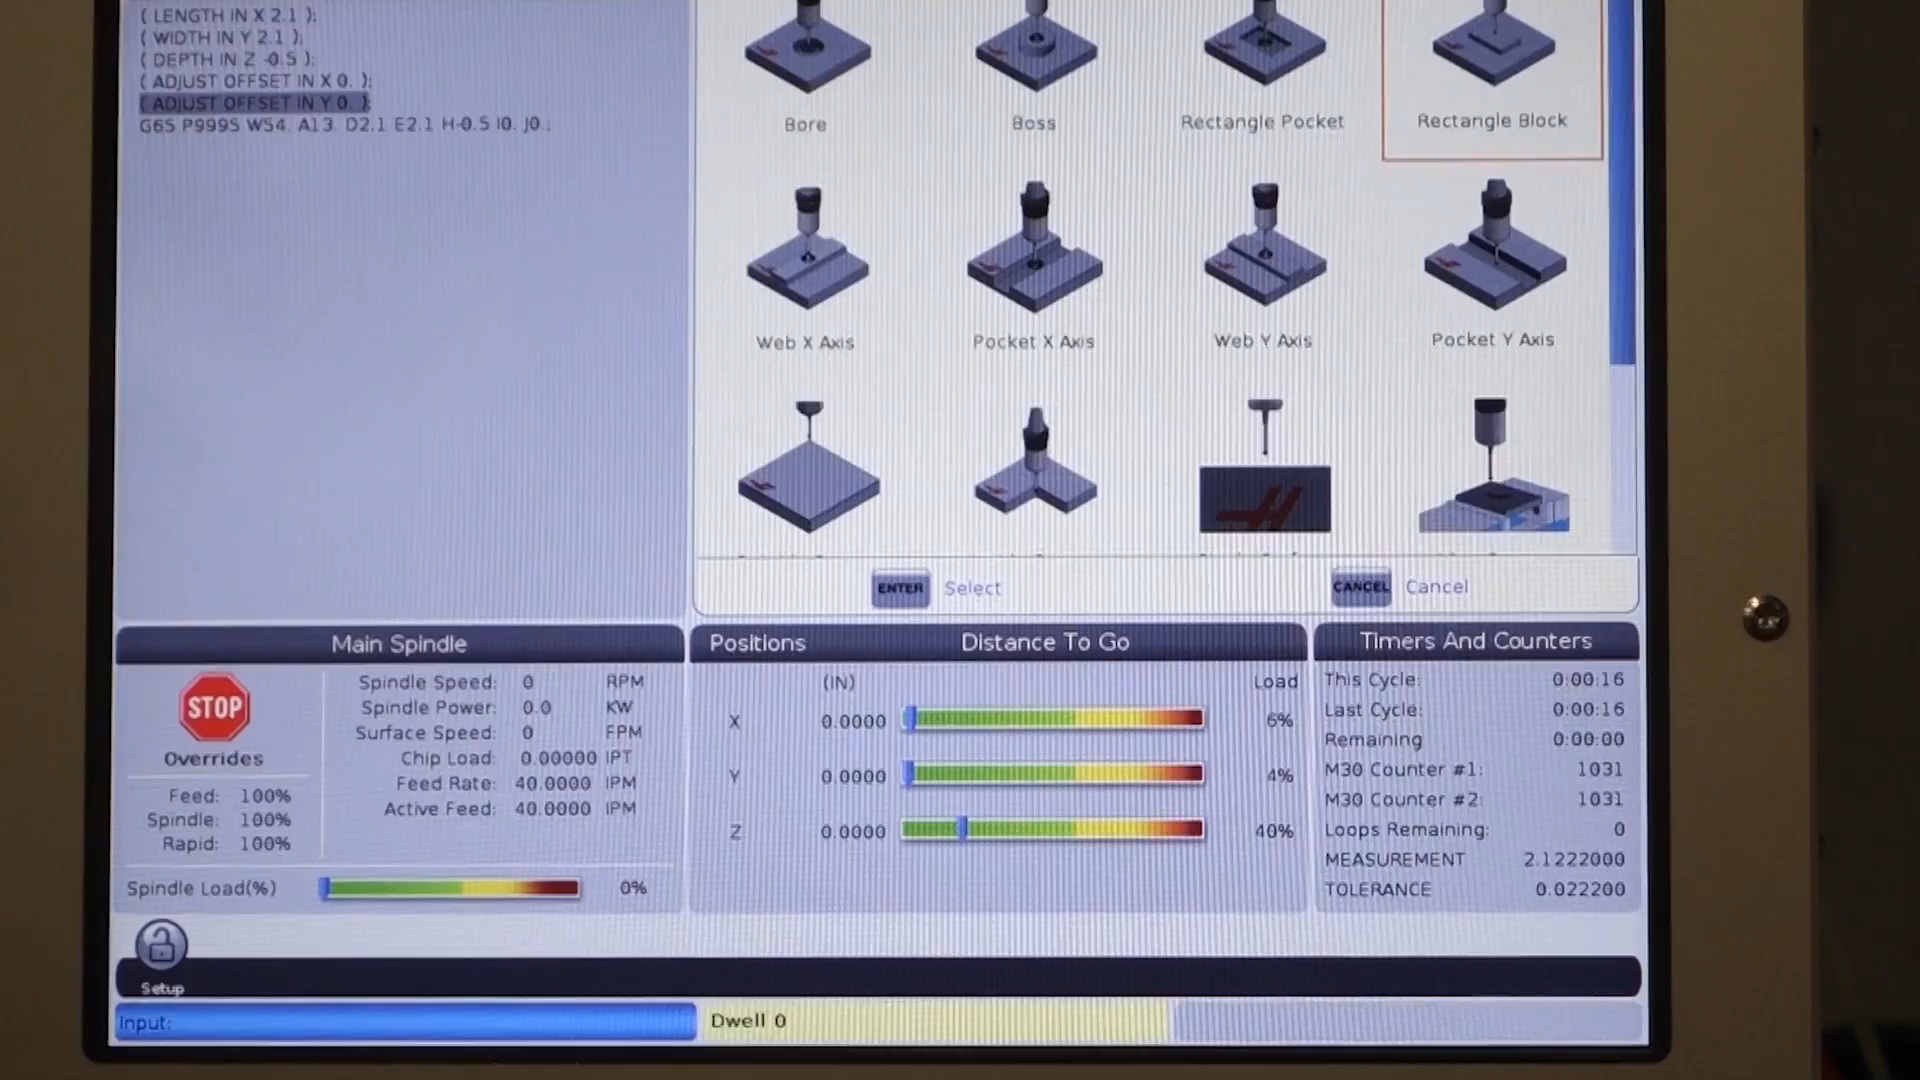 ( LENGTH IN X 2.1 );
( WIDTH IN Y 2.1 );
( DEPTH IN Z -0.5 );
( ADJUST OFFSET IN X 0. );
( ADJUST OFFSET IN Y 0. );
G65 P9995 W54. A13. D2.1 E2.1 H-0.5 I0. J0.;
Bore
Boss
Rectangle Pocket
Rectangle Block
Web X Axis
Pocket X Axis
Web Y Axis
Pocket Y Axis
ENTER Select
CANCEL Cancel
Main Spindle
STOP
Overrides
Feed: 100%
Spindle: 100%
Rapid: 100%
Spindle Speed: 0 RPM
Spindle Power: 0.0 KW
Surface Speed: 0 FPM
Chip Load: 0.00000 IPT
Feed Rate: 40.0000 IPM
Active Feed: 40.0000 IPM
Spindle Load(%) 0%
Positions Distance To Go
(IN) Load
X 0.0000 6%
Y 0.0000 4%
Z 0.0000 40%
Timers And Counters
This Cycle: 0:00:16
Last Cycle: 0:00:16
Remaining 0:00:00
M30 Counter #1: 1031
M30 Counter #2: 1031
Loops Remaining: 0
MEASUREMENT 2.1222000
TOLERANCE 0.022200
Setup
Input:
Dwell 0